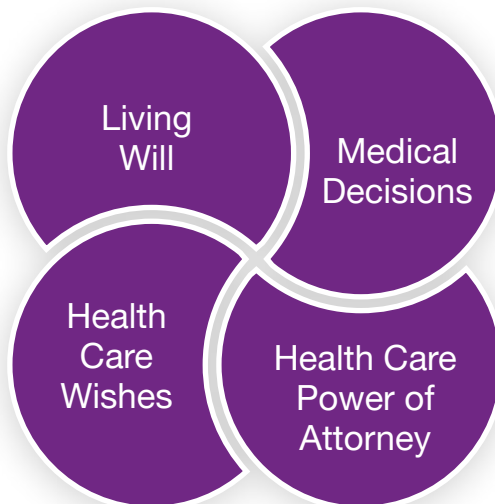 Living
Will
Medical
Decisions
Health
Care
Wishes
Health Care
Power of
Attorney